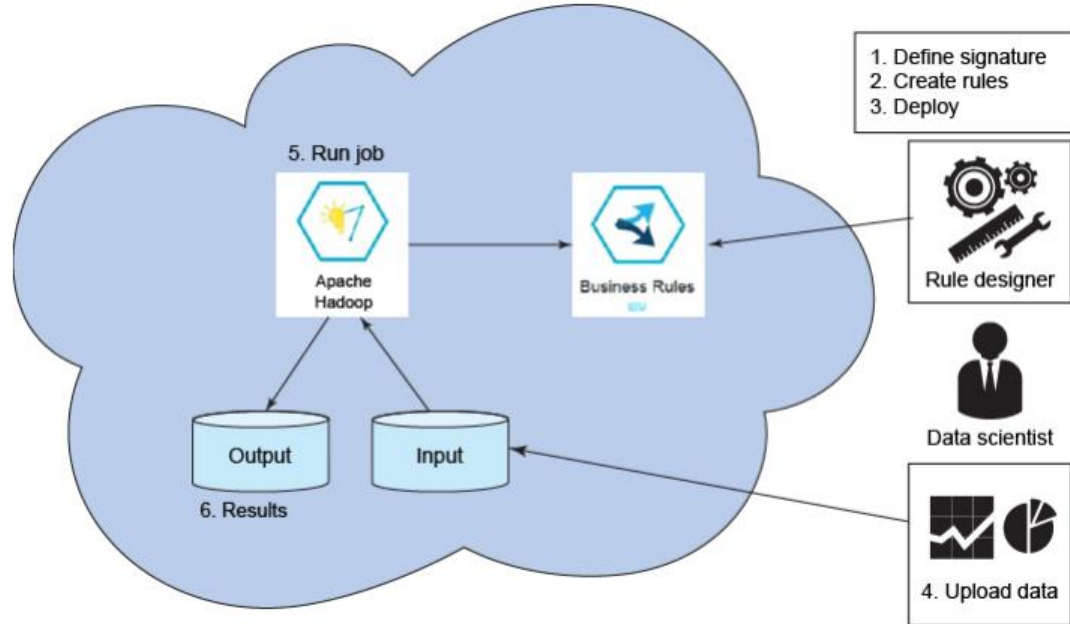 1. Define signature
2. Create rules
3. Deploy
5. Run job
Apache
Hadoop
Business Rules
Rule designer
Data scientist
Output
Input
6. Results
4. Upload data